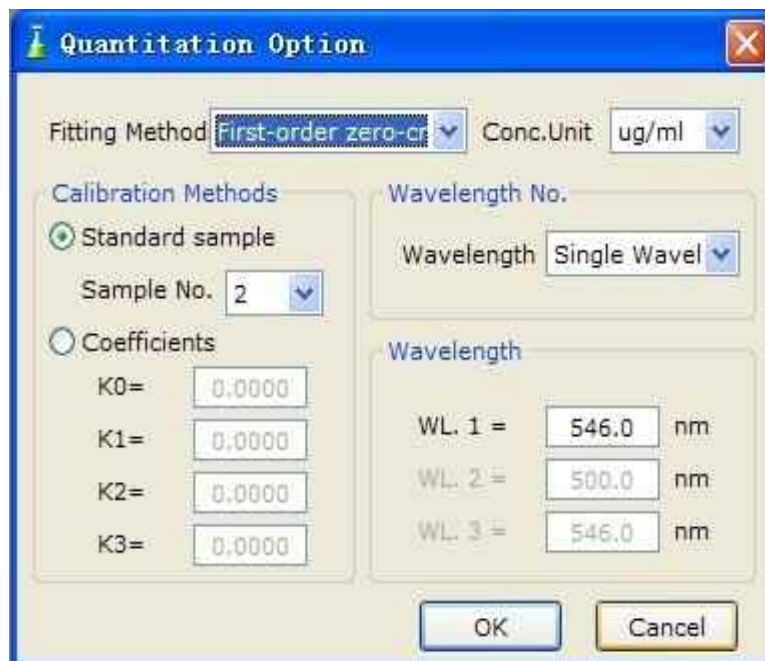 Quantitation Option
Fitting Method First-order zero-cr Conc.Unit ug/ml
Calibration Methods
Standard sample
Sample No. 2
Coefficients
K0= 0.0000
K1= 0.0000
K2= 0.0000
K3= 0.0000
Wavelength No.
Wavelength Single Wavel
Wavelength
WL. 1 = 546.0 nm
WL. 2 = 500.0 nm
WL. 3 = 546.0 nm
OK Cancel